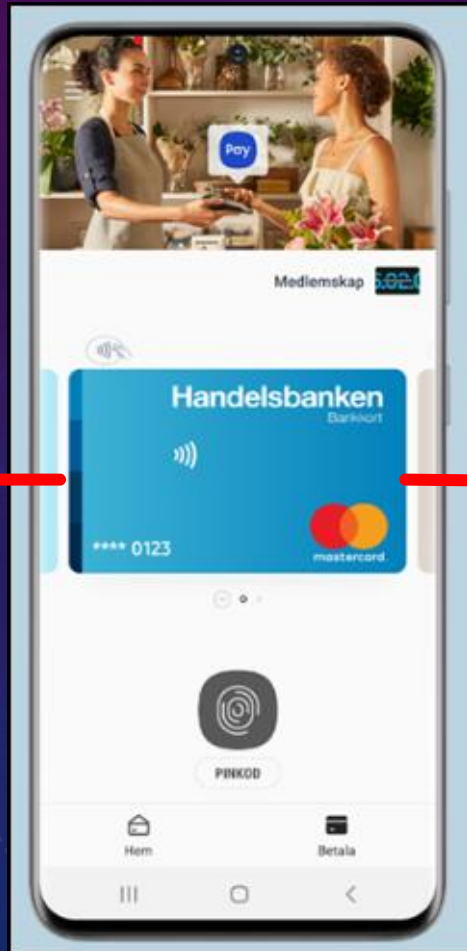 Pay
Medlemskap
Handelsbanken
Bankkort
**** 0123
mastercard.
PINKOD
Hem
Betala